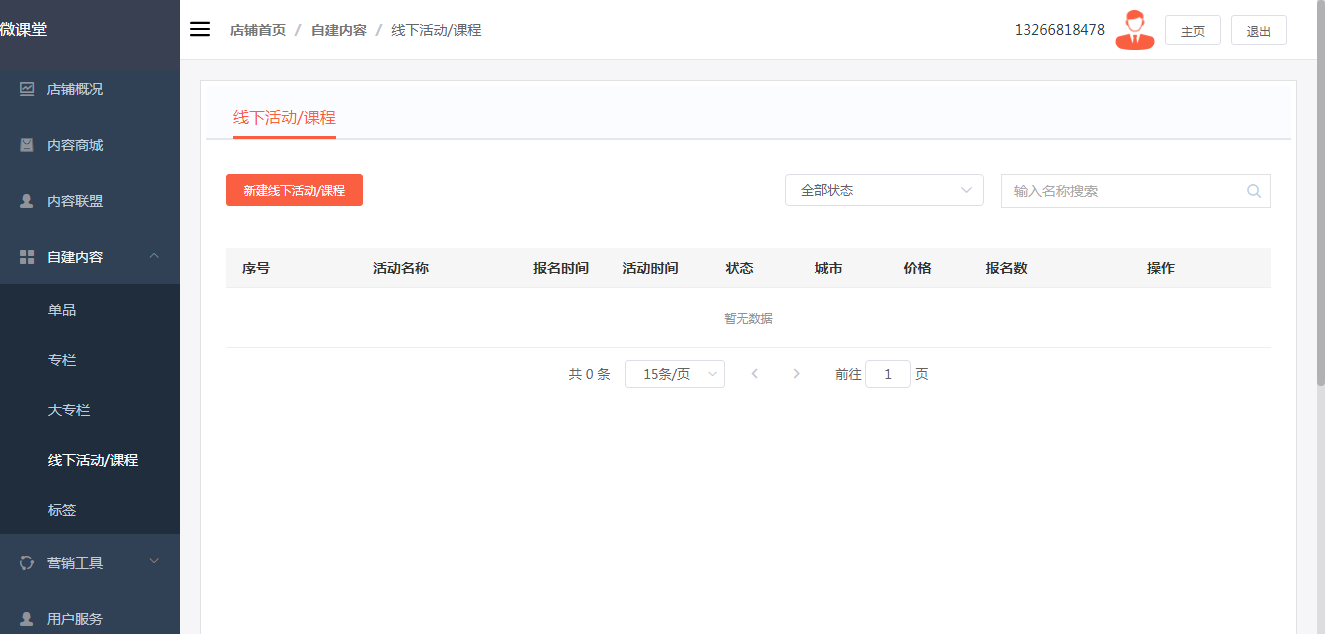 微课堂
店铺首页 / 自建内容 / 线下活动/课程
13266818478
主页
退出
店铺概况
内容商城
内容联盟
自建内容
单品
专栏
大专栏
线下活动/课程
标签
营销工具
用户服务
线下活动/课程
新建线下活动/课程
全部状态
输入名称搜索
序号 活动名称 报名时间 活动时间 状态 城市 价格 报名数 操作
暂无数据
共 0 条 15条/页 前往 1 页